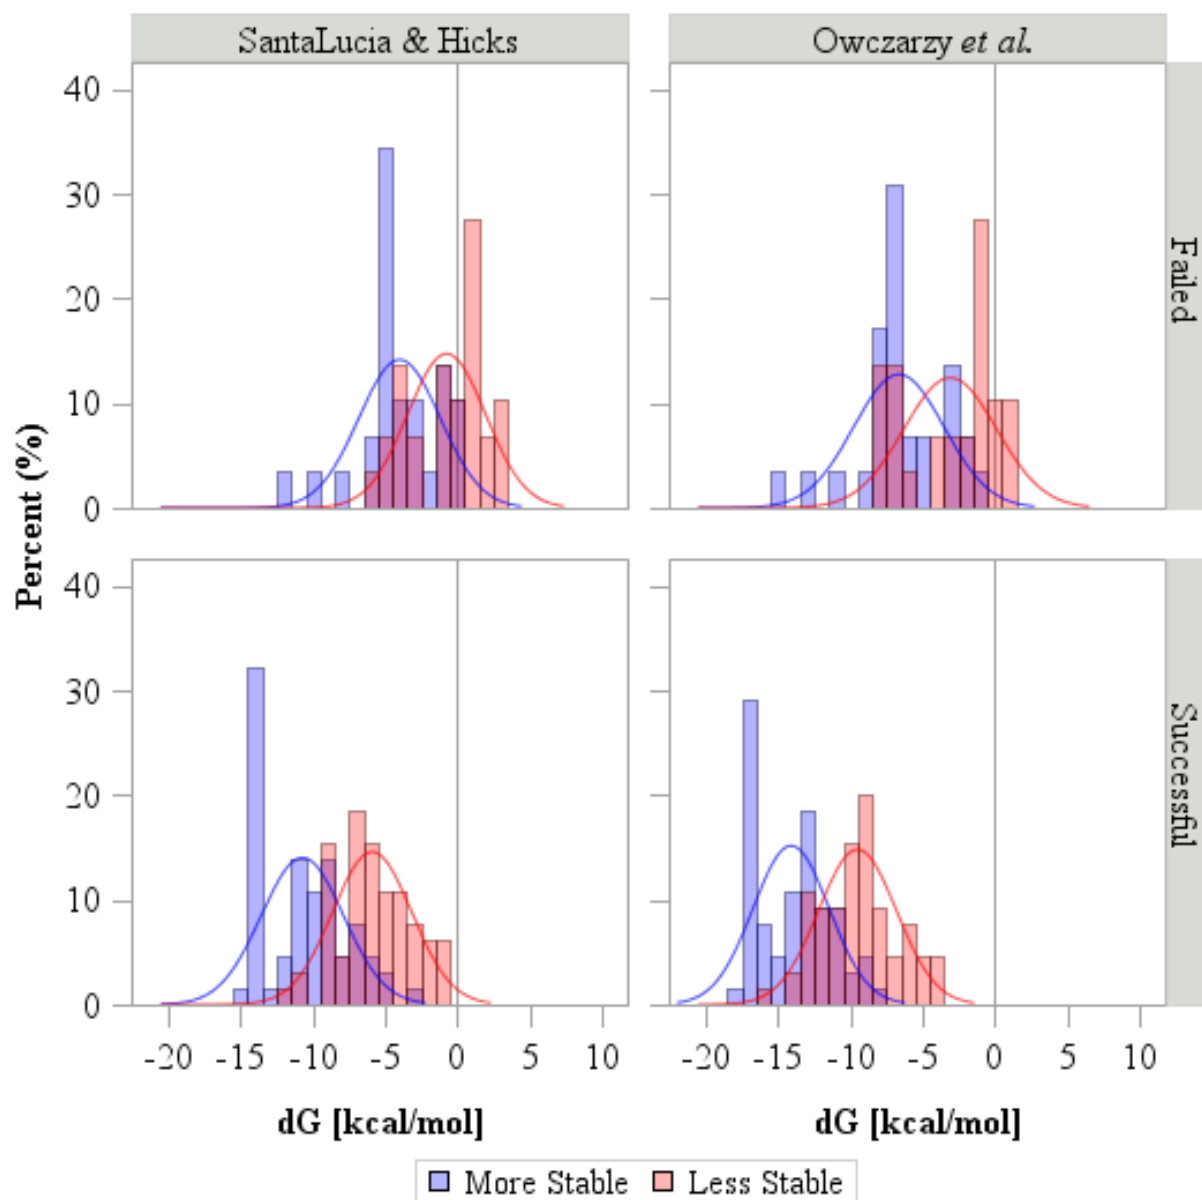 SantaLucia & Hicks
Owczarzy et al.
40
30
20
10
0
Failed
Percent (%)
40
30
20
10
0
Successful
-20 -15 -10 -5 0 5 10
-20 -15 -10 -5 0 5 10
dG [kcal/mol]
dG [kcal/mol]
More Stable
Less Stable